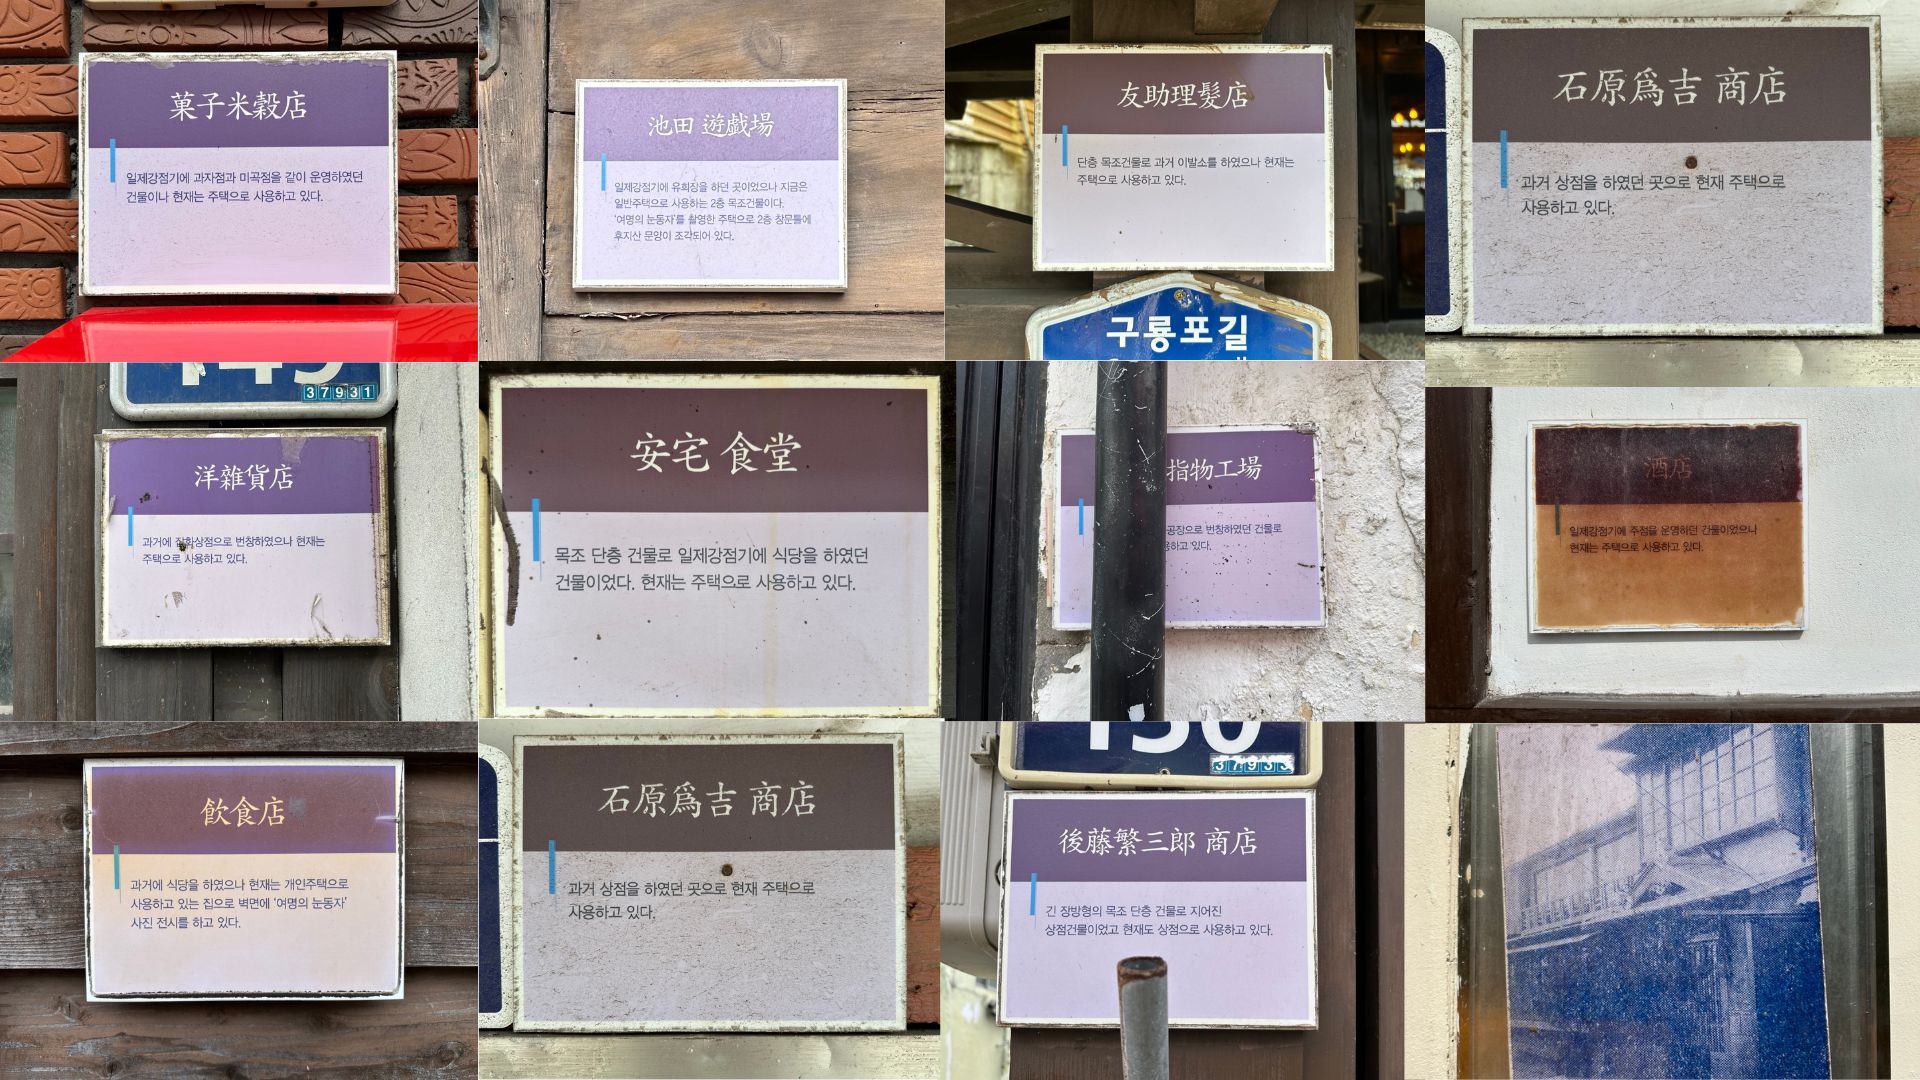 菓子米穀店
일제강점기에 과자점과 미곡점을 같이 운영하였던
건물이나 현재는 주택으로 사용하고 있다.
池田 遊戱場
일제강점기에 유희장을 하던 곳이었으나 지금은
일반주택으로 사용하는 2층 목조건물이다.
'여명의 눈동자'를 촬영한 주택으로 2층 창문틀에
후지산 문양이 조각되어 있다.
友助理髮店
단층 목조건물로 과거 이발소를 하였으나 현재는
주택으로 사용하고 있다.
구룡포길
石原爲吉 商店
과거 상점을 하였던 곳으로 현재 주택으로
사용하고 있다.
37931
洋雜貨店
과거에 잡화상점으로 번창하였으나 현재는
주택으로 사용하고 있다.
安宅 食堂
목조 단층 건물로 일제강점기에 식당을 하였던
건물이었다. 현재는 주택으로 사용하고 있다.
指物工場
공장으로 번창하였던 건물로
하고 있다.
酒店
일제강점기에 주점을 운영하던 건물이었으나
현재는 주택으로 사용하고 있다.
飮食店
과거에 식당을 하였으나 현재는 개인주택으로
사용하고 있는 집으로 벽면에 '여명의 눈동자'
사진 전시를 하고 있다.
石原爲吉 商店
과거 상점을 하였던 곳으로 현재 주택으로
사용하고 있다.
150
37933
後藤繁三郎 商店
긴 장방형의 목조 단층 건물로 지어진
상점건물이었고 현재도 상점으로 사용하고 있다.